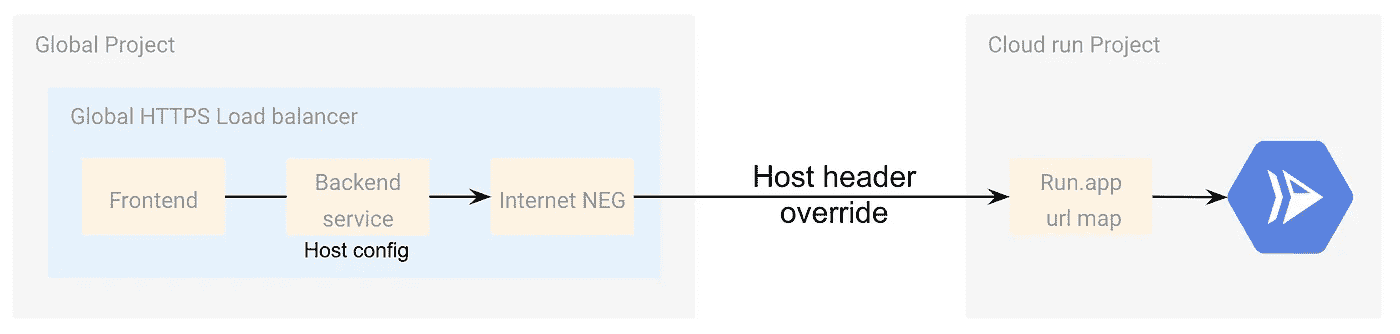 Global Project
Global HTTPS Load balancer
Frontend
Backend
service
Host config
Internet NEG
Host header
override
Cloud run Project
Run.app
url map